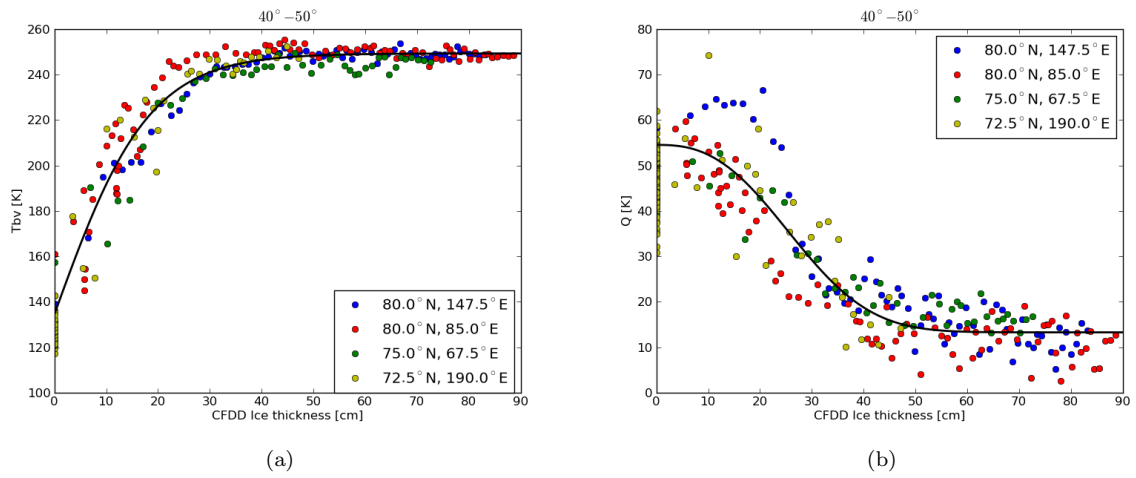 40°−50°
260
240
220
200
180
160
140
120
100
Tbv [K]
0 10 20 30 40 50 60 70 80 90
CFDD Ice thickness [cm]
80.0°N, 147.5°E
80.0°N, 85.0°E
75.0°N, 67.5°E
72.5°N, 190.0°E
(a)
40°−50°
80
70
60
50
40
30
20
10
0
Q [K]
0 10 20 30 40 50 60 70 80 90
CFDD Ice thickness [cm]
80.0°N, 147.5°E
80.0°N, 85.0°E
75.0°N, 67.5°E
72.5°N, 190.0°E
(b)